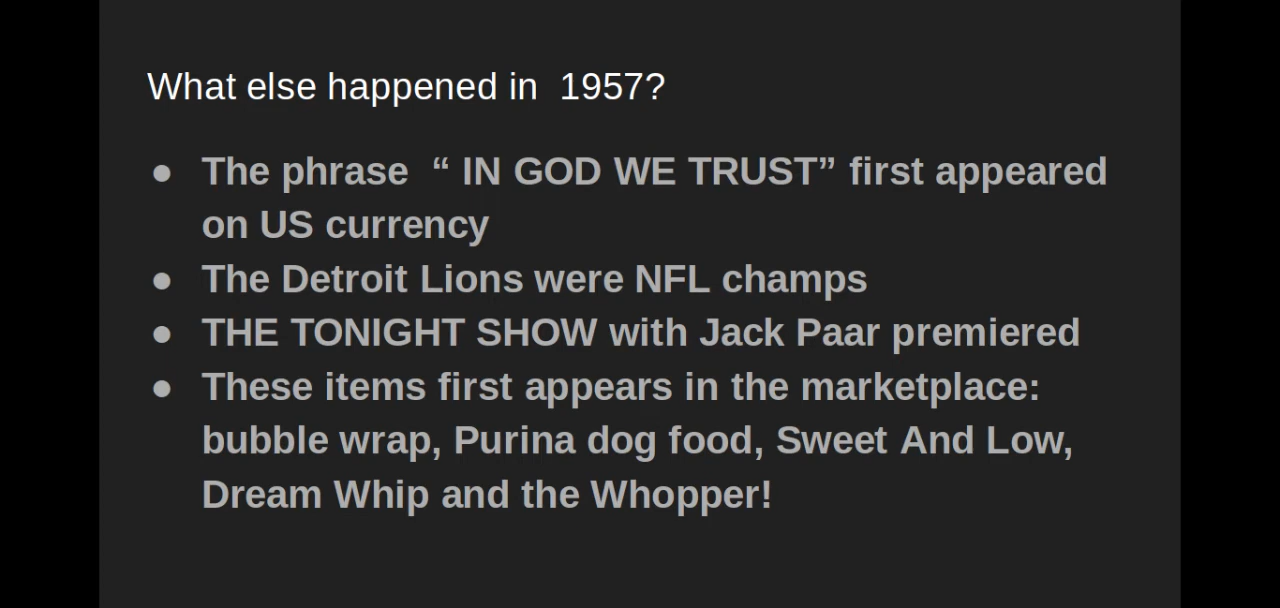 What else happened in  1957?
● The phrase  “ IN GOD WE TRUST” first appeared
on US currency
● The Detroit Lions were NFL champs
● THE TONIGHT SHOW with Jack Paar premiered
● These items first appears in the marketplace:
bubble wrap, Purina dog food, Sweet And Low,
Dream Whip and the Whopper!